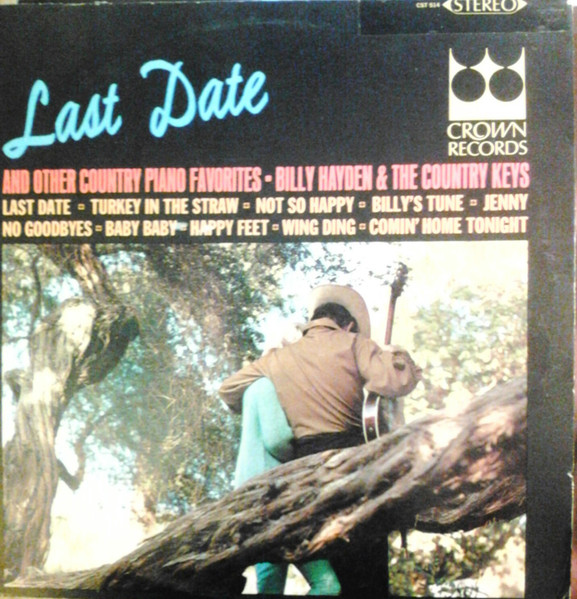 CST 514 STEREO
Last Date
CROWN
RECORDS
AND OTHER COUNTRY PIANO FAVORITES • BILLY HAYDEN & THE COUNTRY KEYS
LAST DATE • TURKEY IN THE STRAW • NOT SO HAPPY • BILLY'S TUNE • JENNY
NO GOODBYES • BABY BABY • HAPPY FEET • WING DING • COMIN' HOME TONIGHT